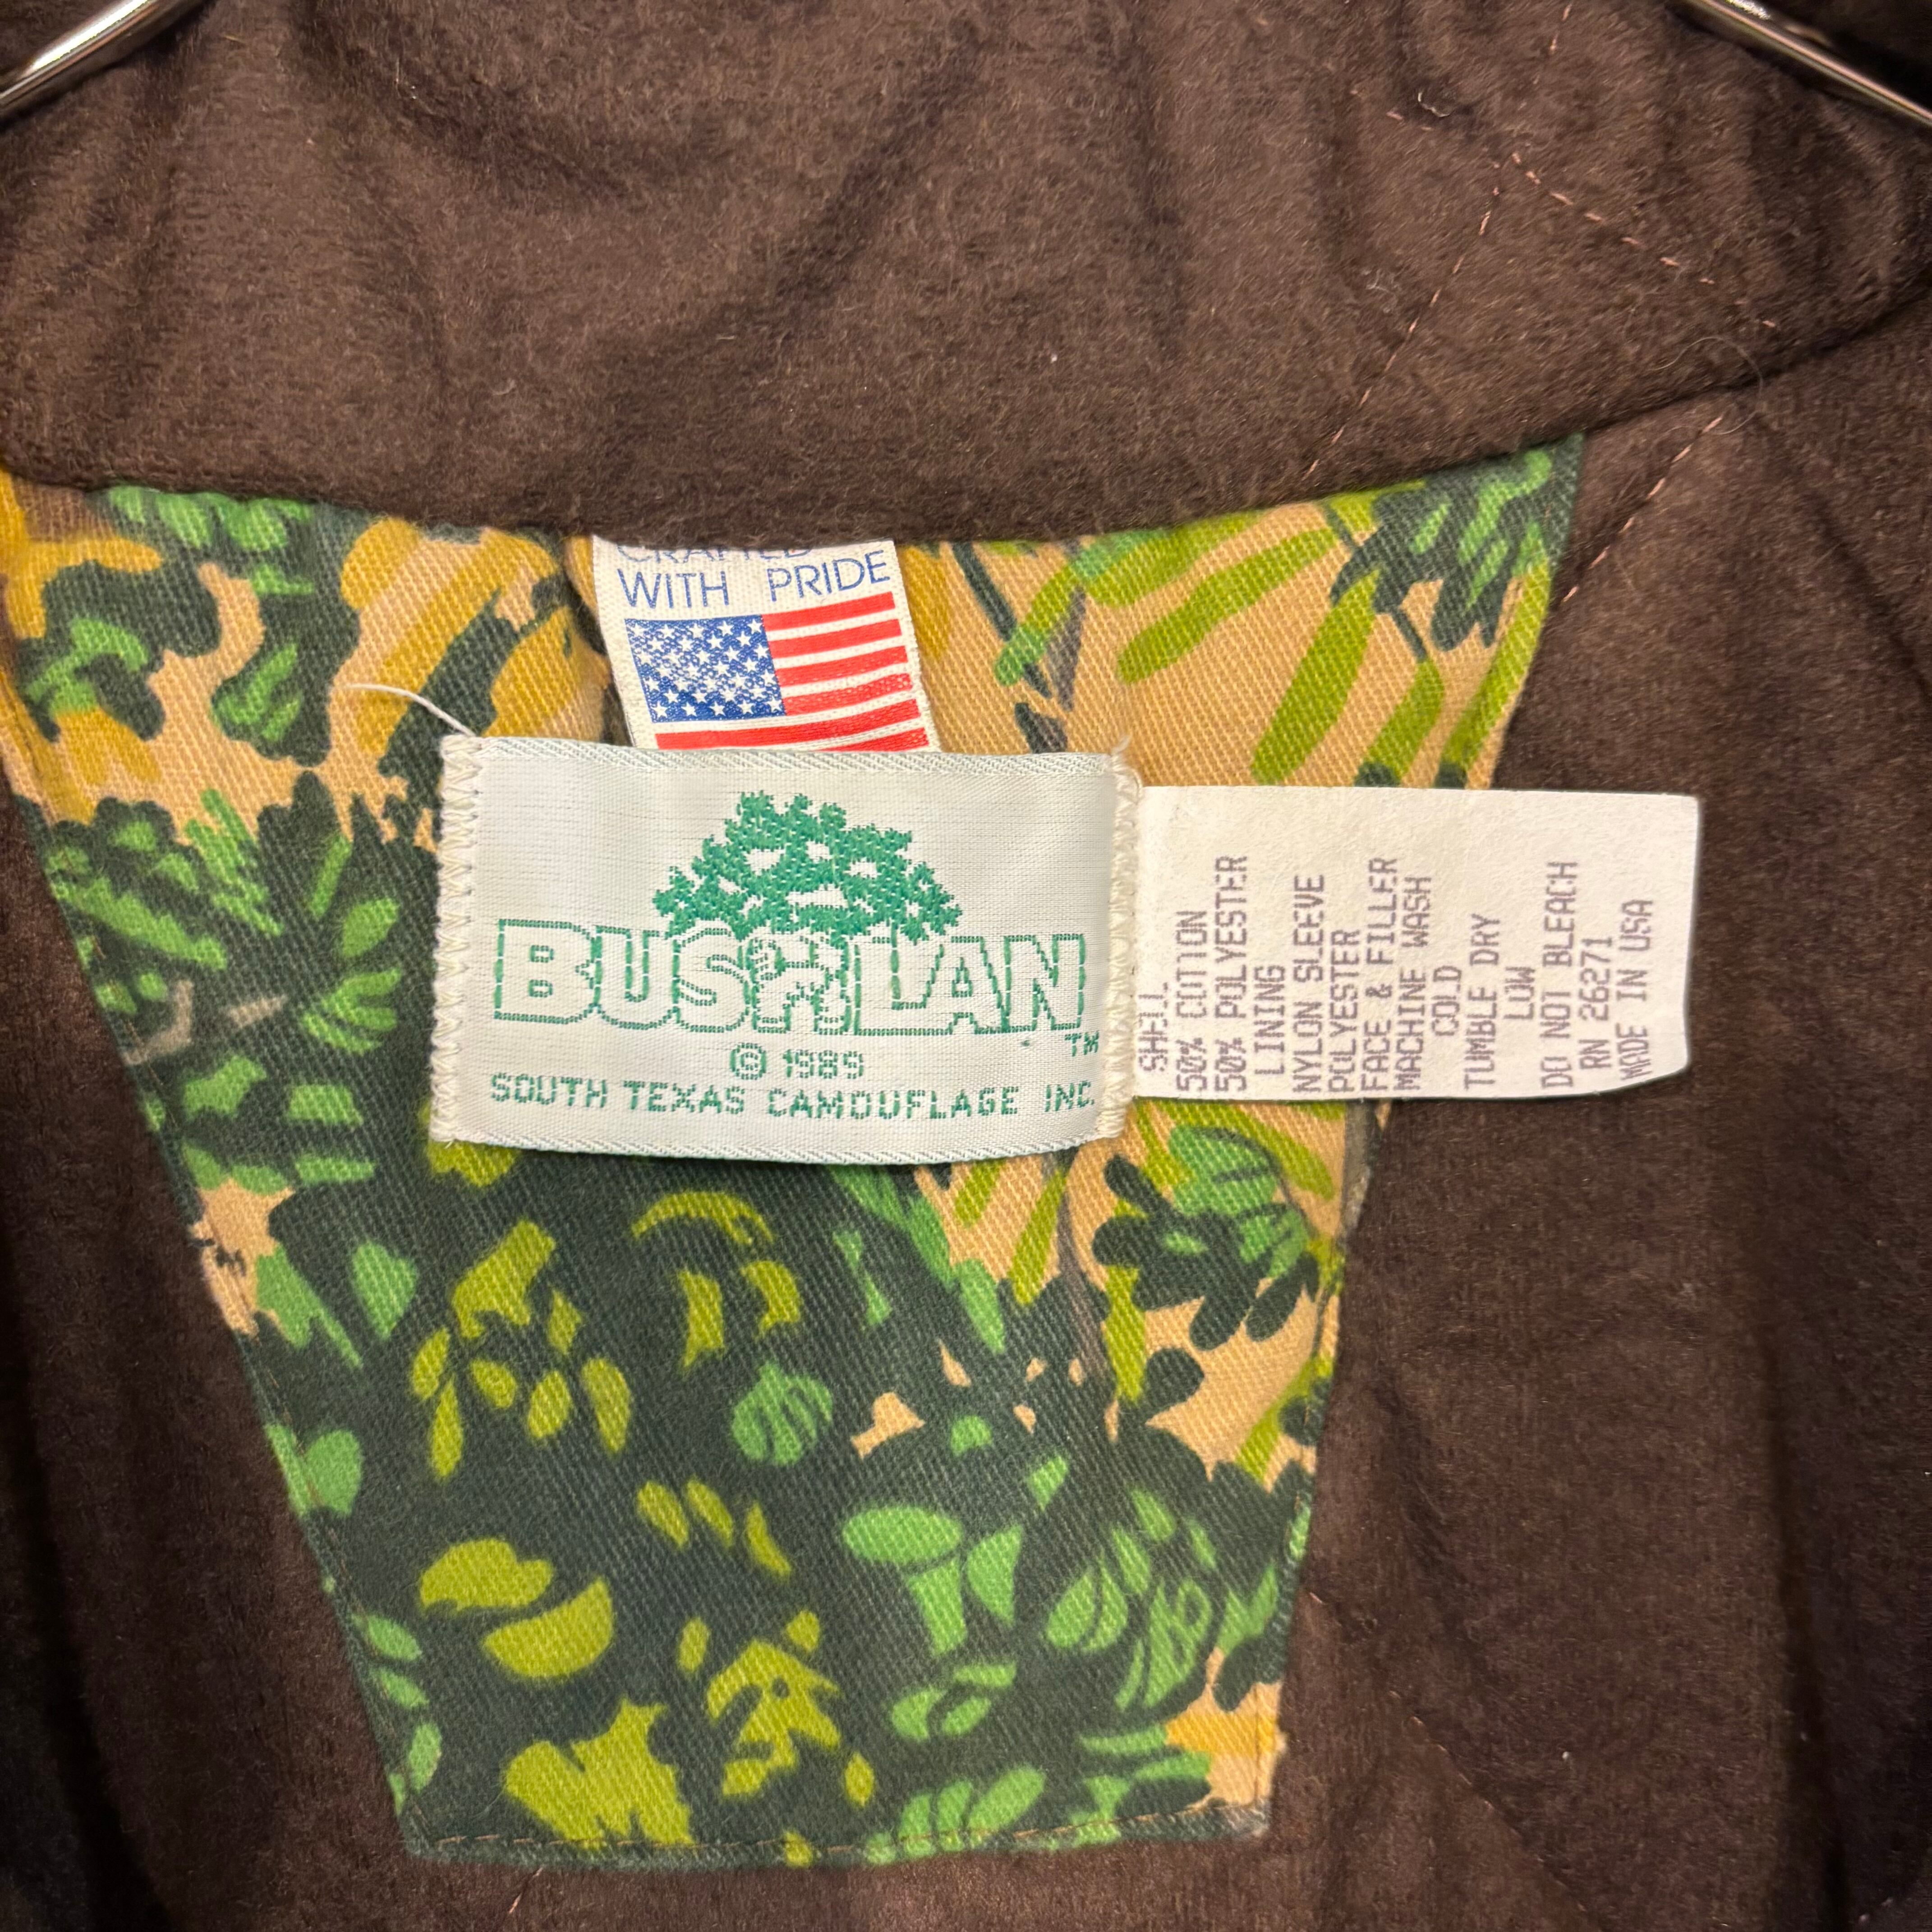 CRAFTED
WITH PRIDE
BUSHLAN
TM
© 1989
SOUTH TEXAS CAMOUFLAGE INC.
SHELL
50% COTTON
50% POLYESTER
LINING
NYLON SLEEVE
POLYESTER
FACE & FILLER
MACHINE WASH
COLD
TUMBLE DRY
LOW
DO NOT BLEACH
RN 26271
MADE IN USA